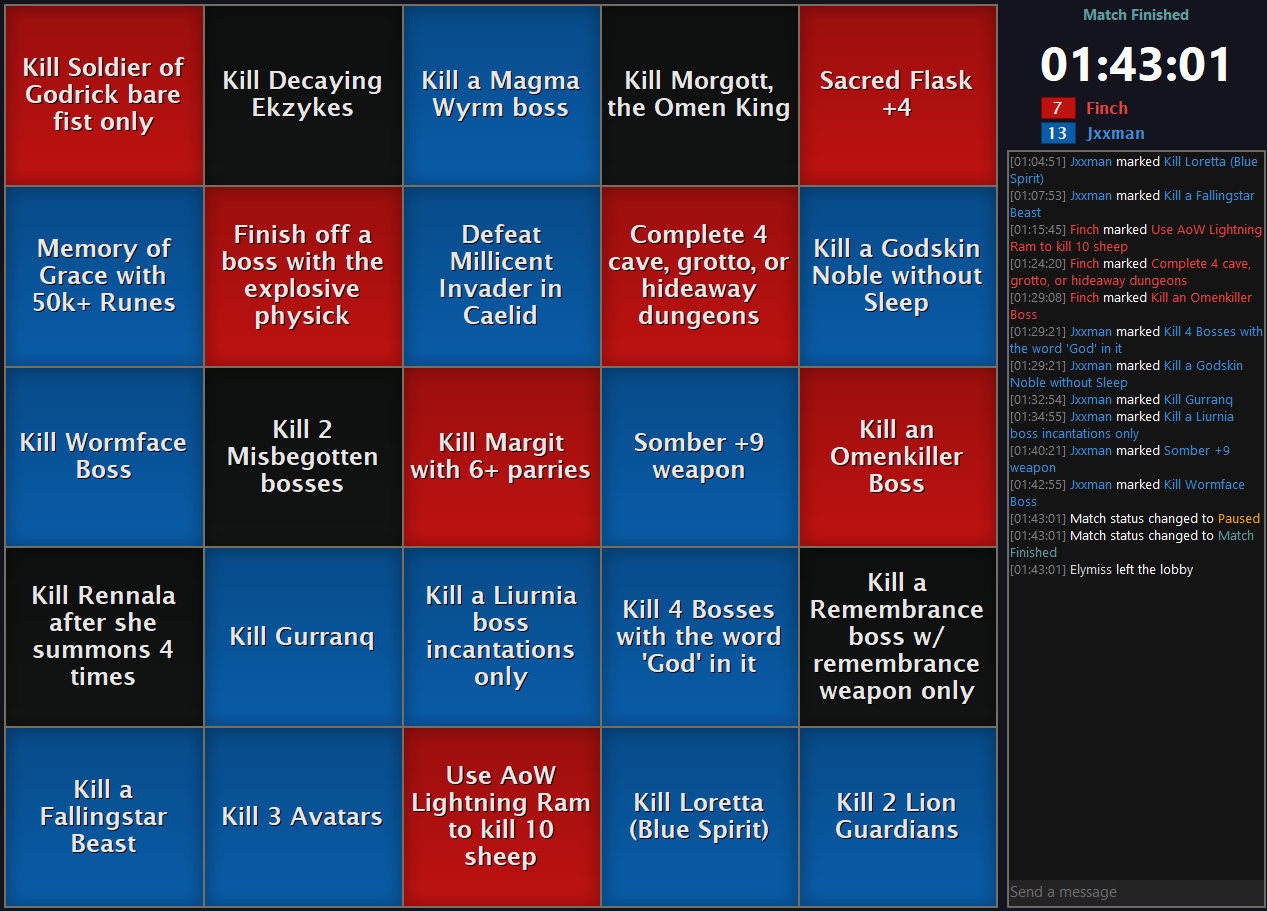 Kill Soldier of
Godrick bare
fist only
Kill Decaying
Ekzykes
Kill a Magma
Wyrm boss
Kill Morgott,
the Omen King
Sacred Flask
+4
Memory of
Grace with
50k+ Runes
Finish off a
boss with the
explosive
physick
Defeat
Millicent
Invader in
Caelid
Complete 4
cave, grotto, or
hideaway
dungeons
Kill a Godskin
Noble without
Sleep
Kill Wormface
Boss
Kill 2
Misbegotten
bosses
Kill Margit
with 6+ parries
Somber +9
weapon
Kill an
Omenkiller
Boss
Kill Rennala
after she
summons 4
times
Kill Gurranq
Kill a Liurnia
boss
incantations
only
Kill 4 Bosses
with the word
'God' in it
Kill a
Remembrance
boss w/
remembrance
weapon only
Kill a
Fallingstar
Beast
Kill 3 Avatars
Use AoW
Lightning Ram
to kill 10
sheep
Kill Loretta
(Blue Spirit)
Kill 2 Lion
Guardians
Match Finished
01:43:01
7 Finch
13 Jxxman
[01:04:51] Jxxman marked Kill Loretta (Blue
Spirit)
[01:07:53] Jxxman marked Kill a Fallingstar
Beast
[01:15:45] Finch marked Use AoW Lightning
Ram to kill 10 sheep
[01:24:20] Finch marked Complete 4 cave,
grotto, or hideaway dungeons
[01:29:08] Finch marked Kill an Omenkiller
Boss
[01:29:21] Jxxman marked Kill 4 Bosses with
the word 'God' in it
[01:29:21] Jxxman marked Kill a Godskin
Noble without Sleep
[01:32:54] Jxxman marked Kill Gurranq
[01:34:55] Jxxman marked Kill a Liurnia
boss incantations only
[01:40:21] Jxxman marked Somber +9
weapon
[01:42:55] Jxxman marked Kill Wormface
Boss
[01:43:01] Match status changed to Paused
[01:43:01] Match status changed to Match
Finished
[01:43:01] Elymiss left the lobby
Send a message